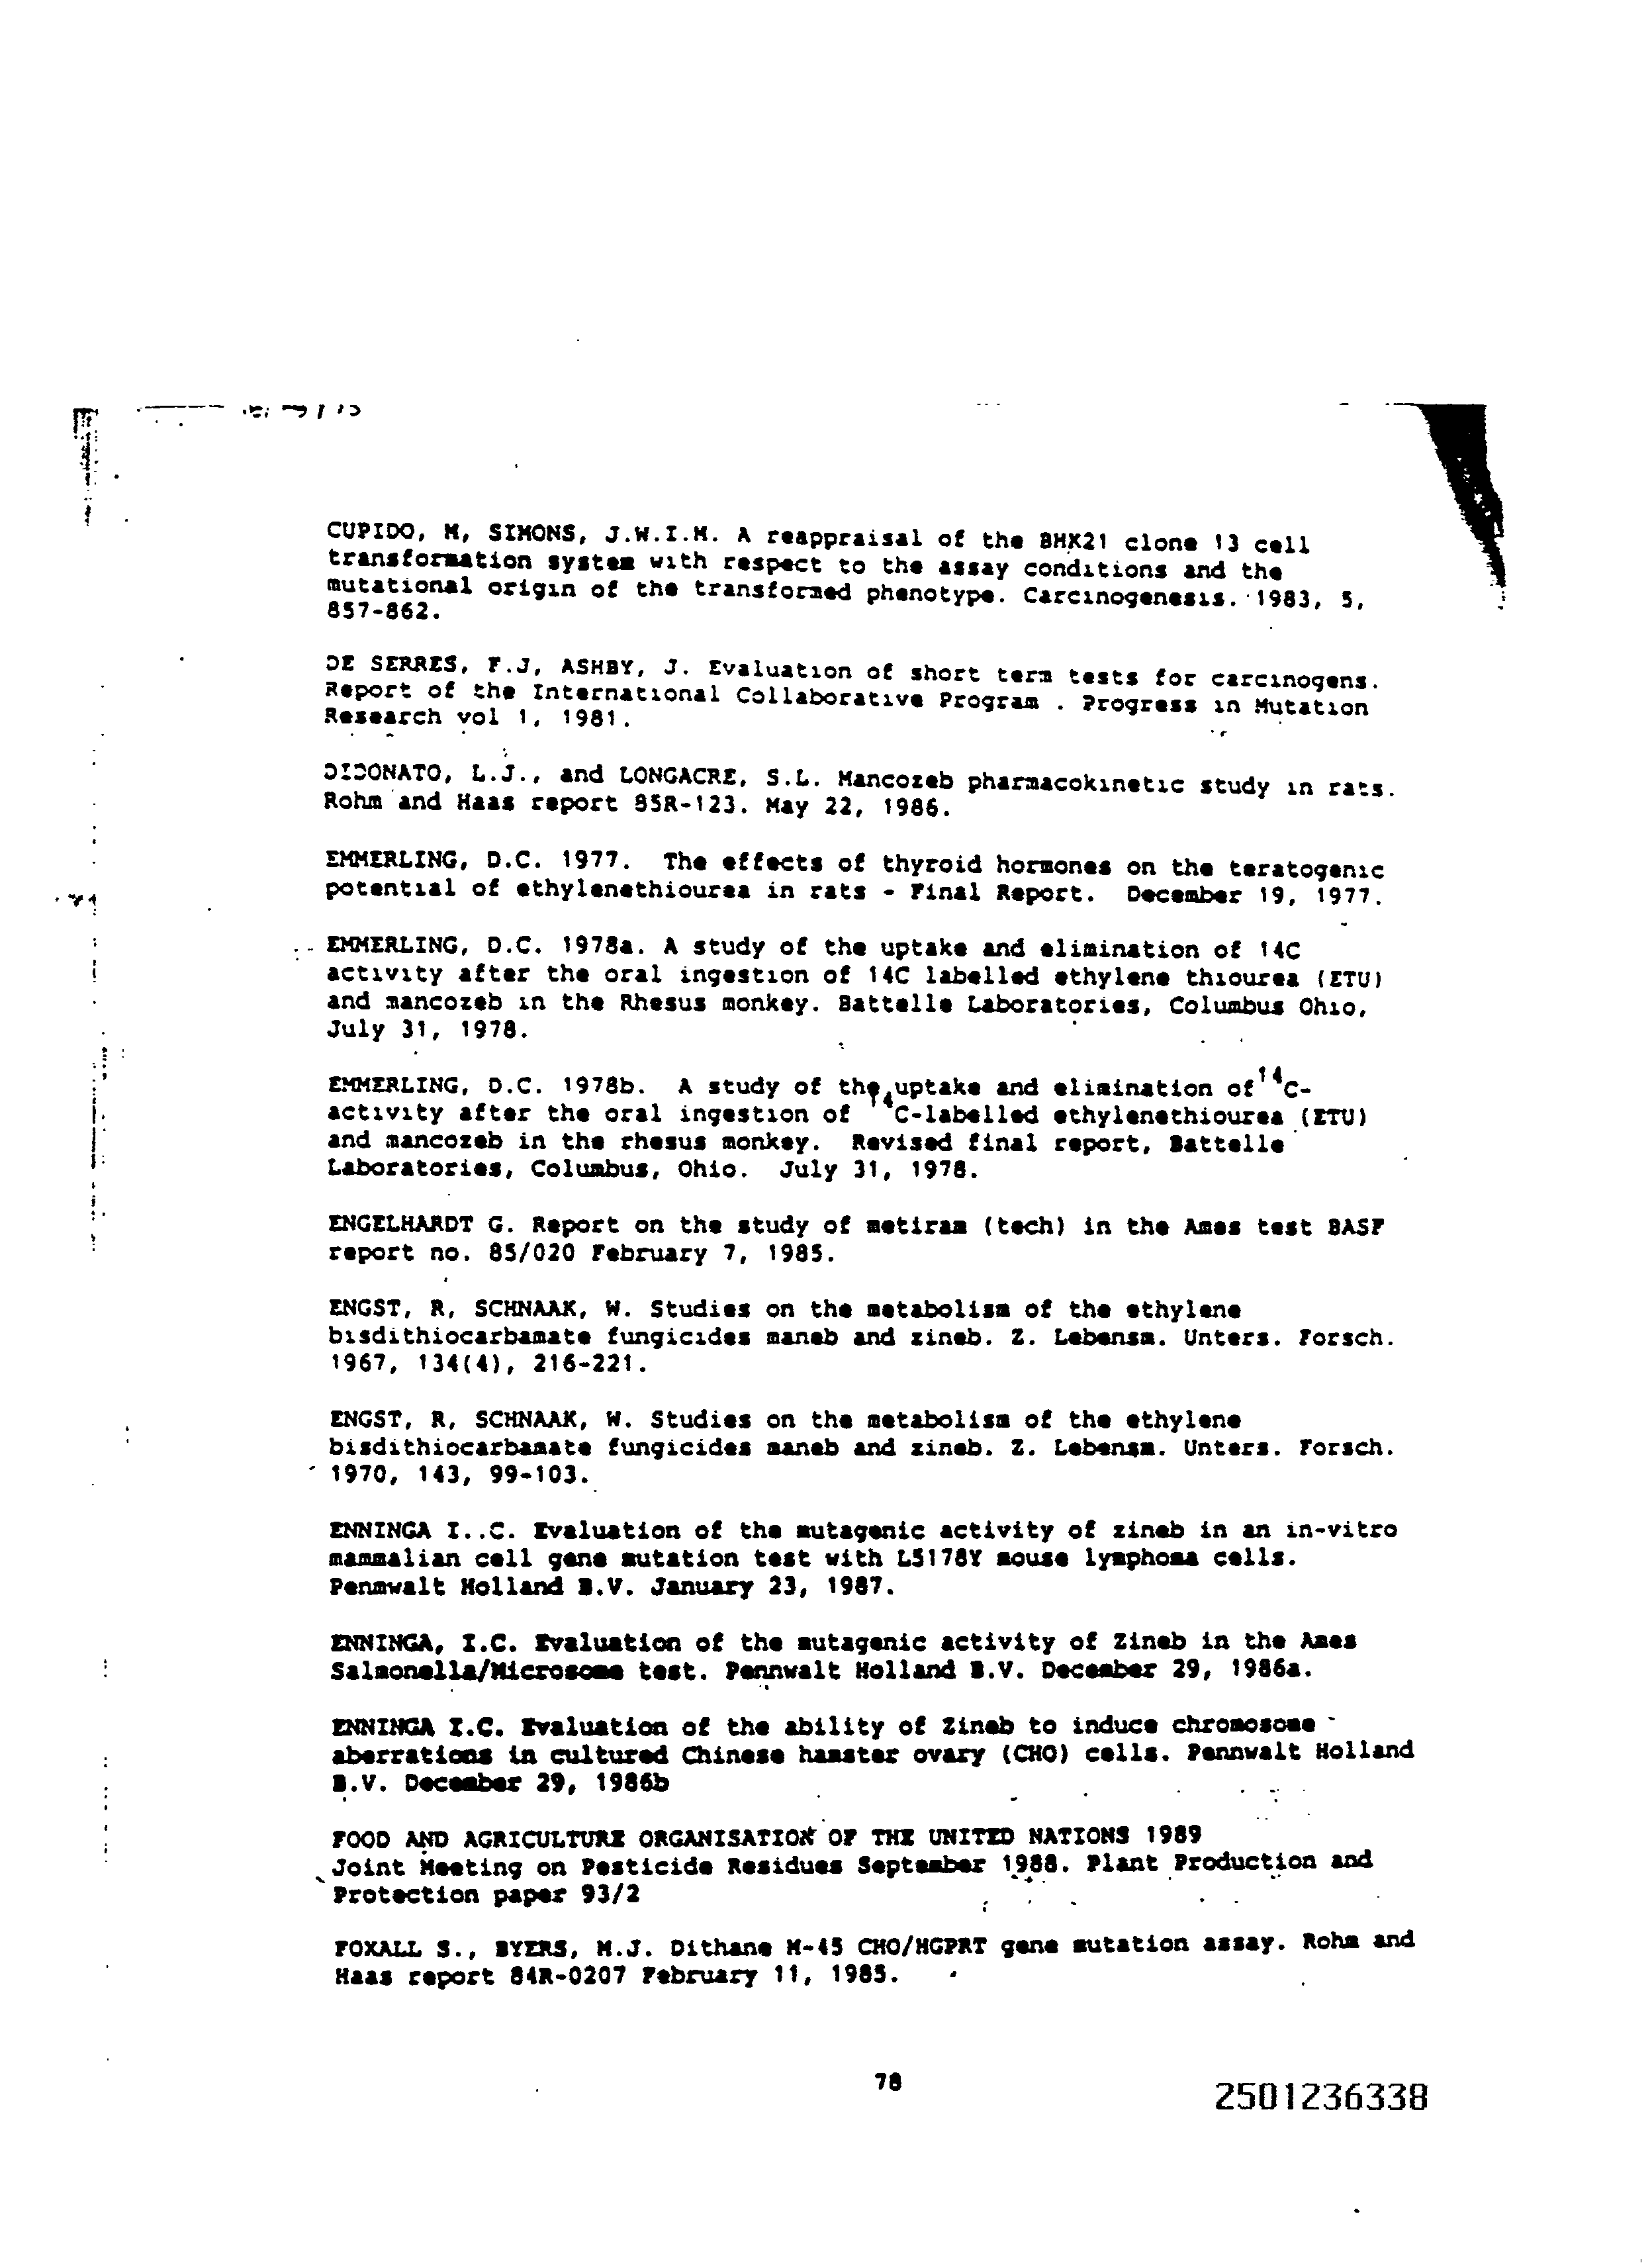 CUPIDO, M, SIMONS, J.W.I.M. A reappraisal of the BHK21 clone 13 cell
transformation system with respect to the assay conditions and the
mutational origin of the transformed phenotype. Carcinogenesis. 1983, 5,
857-862.
DE SERRES, F.J, ASHBY, J. Evaluation of short term tests for carcinogens.
Report of the International Collaborative Program . Progress in Mutation
Research vol 1, 1981.
DIDONATO, L.J., and LONGACRE, S.L. Mancozeb pharmacokinetic study in rats.
Rohm and Haas report 85R-123. May 22, 1986.
EMMERLING, D.C. 1977. The effects of thyroid hormones on the teratogenic
potential of ethylenethiourea in rats - Final Report. December 19, 1977.
EMMERLING, D.C. 1978a. A study of the uptake and elimination of 14C
activity after the oral ingestion of 14C labelled ethylene thiourea (ETU)
and mancozeb in the Rhesus monkey. Battelle Laboratories, Columbus Ohio,
July 31, 1978.
EMMERLING, D.C. 1978b. A study of the uptake and elimination of 14C-
activity after the oral ingestion of 14C-labelled ethylenethiourea (ETU)
and mancozeb in the rhesus monkey. Revised final report, Battelle
Laboratories, Columbus, Ohio. July 31, 1978.
ENGELHARDT G. Report on the study of metiram (tech) in the Ames test BASF
report no. 85/020 February 7, 1985.
ENGST, R, SCHNAAK, W. Studies on the metabolism of the ethylene
bisdithiocarbamate fungicides maneb and zineb. Z. Lebensm. Unters. Forsch.
1967, 134(4), 216-221.
ENGST, R, SCHNAAK, W. Studies on the metabolism of the ethylene
bisdithiocarbamate fungicides maneb and zineb. Z. Lebensm. Unters. Forsch.
1970, 143, 99-103.
ENNINGA I..C. Evaluation of the mutagenic activity of zineb in an in-vitro
mammalian cell gene mutation test with L5178Y mouse lymphoma cells.
Penmwalt Holland B.V. January 23, 1987.
ENNINGA, I.C. Evaluation of the mutagenic activity of Zineb in the Ames
Salmonella/Microsome test. Pennwalt Holland B.V. December 29, 1986a.
ENNINGA I.C. Evaluation of the ability of Zineb to induce chromosome
aberrations in cultured Chinese hamster ovary (CHO) cells. Pennwalt Holland
B.V. December 29, 1986b
FOOD AND AGRICULTURE ORGANISATION OF THE UNITED NATIONS 1989
Joint Meeting on Pesticide Residues September 1988. Plant Production and
Protection paper 93/2
FOXALL S., BYERS, M.J. Dithane M-45 CHO/HGPRT gene mutation assay. Rohm and
Haas report 84R-0207 February 11, 1985.
78
2501236338